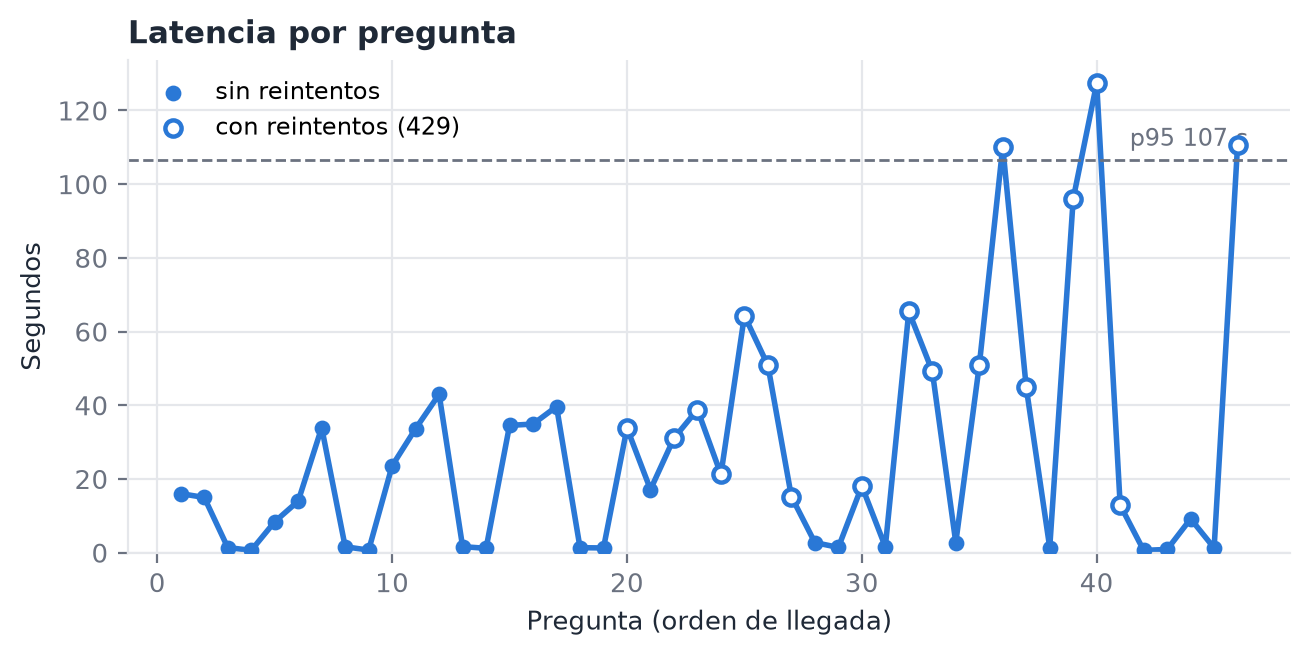 Latencia por pregunta
sin reintentos
con reintentos (429)
p95 107 s
120
100
80
60
40
20
0
Segundos
0 10 20 30 40
Pregunta (orden de llegada)